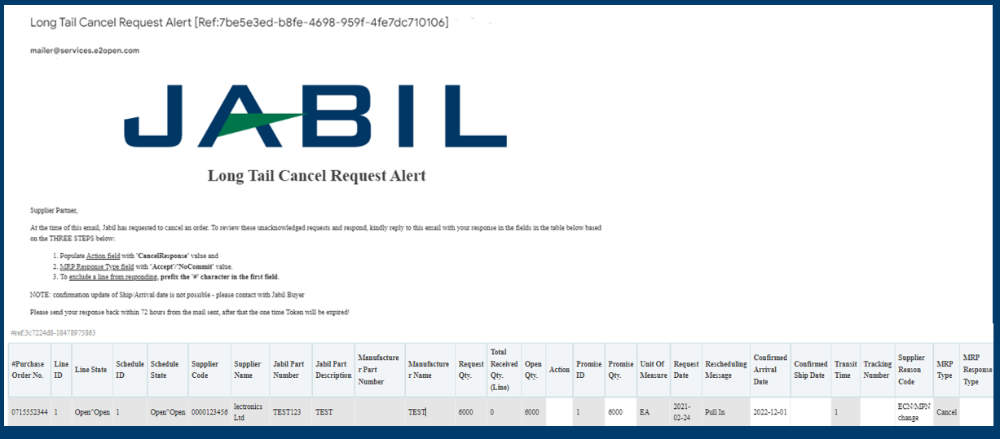 Long Tail Cancel Request Alert [Ref:7be5e3ed-b8fe-4698-959f-4fe7dc710106]
mailer@services.e2open.com
JABIL
Long Tail Cancel Request Alert
Supplier Partner,
At the time of this email, Jabil has requested to cancel an order. To review these unacknowledged requests and respond, kindly reply to this email with your response in the fields in the table below based
on the THREE STEPS below:
1. Populate Action field with 'CancelResponse' value and
2. MRP Response Type field with 'Accept'/'NoCommit' value.
3. To exclude a line from responding, prefix the '#' character in the first field.
NOTE: confirmation update of Ship/Arrival date is not possible - please contact with Jabil Buyer
Please send your response back within 72 hours from the mail sent, after that the one time Token will be expired!
#ref:3c7224d8-18478975863
#Purchase Order No. Line ID Line State Schedule ID Schedule State Supplier Code Supplier Name Jabil Part Number Jabil Part Description Manufacturer Part Number Manufacturer Name Request Qty. Total Received Qty. (Line) Open Qty. Action Promise ID Promise Qty. Unit Of Measure Request Date Rescheduling Message Confirmed Arrival Date Confirmed Ship Date Transit Time Tracking Number Supplier Reason Code MRP Type MRP Response Type
0715552344 1 Open^Open 1 Open^Open 0000123456 lectronics Ltd TEST123 TEST TEST 6000 0 6000 1 6000 EA 2021-02-24 Pull In 2022-12-01 1 ECN/MPN change Cancel